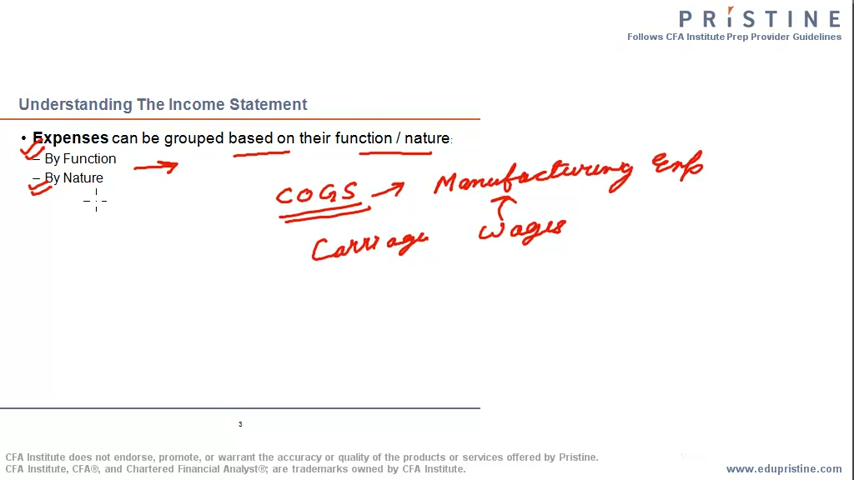 PRISTINE
Follows CFA Institute Prep Provider Guidelines
Understanding The Income Statement
• Expenses can be grouped based on their function / nature:
– By Function
– By Nature
COGS → Manufacturing Exp
Carriage Wages
3
CFA Institute does not endorse, promote, or warrant the accuracy or quality of the products or services offered by Pristine.
CFA Institute, CFA®, and Chartered Financial Analyst®; are trademarks owned by CFA Institute.
www.edupristine.com